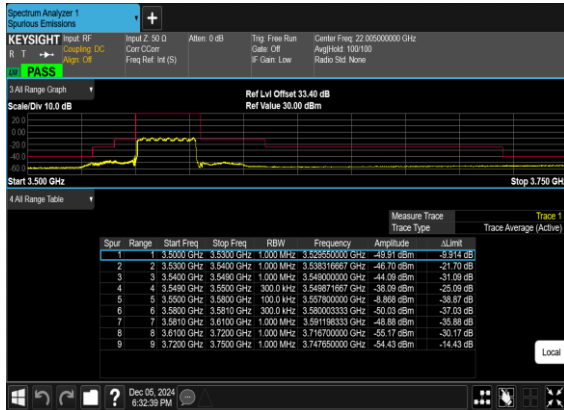 Spectrum Analyzer 1
Spurious Emissions
KEYSIGHT Input: RF Input Z: 50 Ω Atten: 0 dB Trig: Free Run Center Freq: 22.005000000 GHz
R T Coupling: DC Corr CCorr Gate: Off Avg|Hold: 100/100
Align: Off Freq Ref: Int (S) IF Gain: Low Radio Std: None
PASS
3 All Range Graph
Ref Lvl Offset 33.40 dB
Scale/Div 10.0 dB Ref Value 30.00 dBm
20.0
0.00
-20.0
-40.0
-60.0
Start 3.500 GHz Stop 3.750 GHz
4 All Range Table
Measure Trace Trace 1
Trace Type Trace Average (Active)
Spur Range Start Freq Stop Freq RBW Frequency Amplitude ΔLimit
1 1 3.5000 GHz 3.5300 GHz 1.000 MHz 3.529550000 GHz -49.91 dBm -9.914 dB
2 2 3.5300 GHz 3.5400 GHz 1.000 MHz 3.538316667 GHz -46.70 dBm -21.70 dB
3 3 3.5400 GHz 3.5490 GHz 1.000 MHz 3.549000000 GHz -44.09 dBm -31.09 dB
4 4 3.5490 GHz 3.5500 GHz 300.0 kHz 3.549871667 GHz -38.09 dBm -25.09 dB
5 5 3.5500 GHz 3.5800 GHz 100.0 kHz 3.557800000 GHz -8.868 dBm -38.87 dB
6 6 3.5800 GHz 3.5810 GHz 300.0 kHz 3.580003333 GHz -50.03 dBm -37.03 dB
7 7 3.5810 GHz 3.6100 GHz 1.000 MHz 3.591198333 GHz -48.88 dBm -35.88 dB
8 8 3.6100 GHz 3.7200 GHz 1.000 MHz 3.716700000 GHz -55.17 dBm -30.17 dB
9 9 3.7200 GHz 3.7500 GHz 1.000 MHz 3.747650000 GHz -54.43 dBm -14.43 dB
Local
? Dec 05, 2024
6:32:39 PM